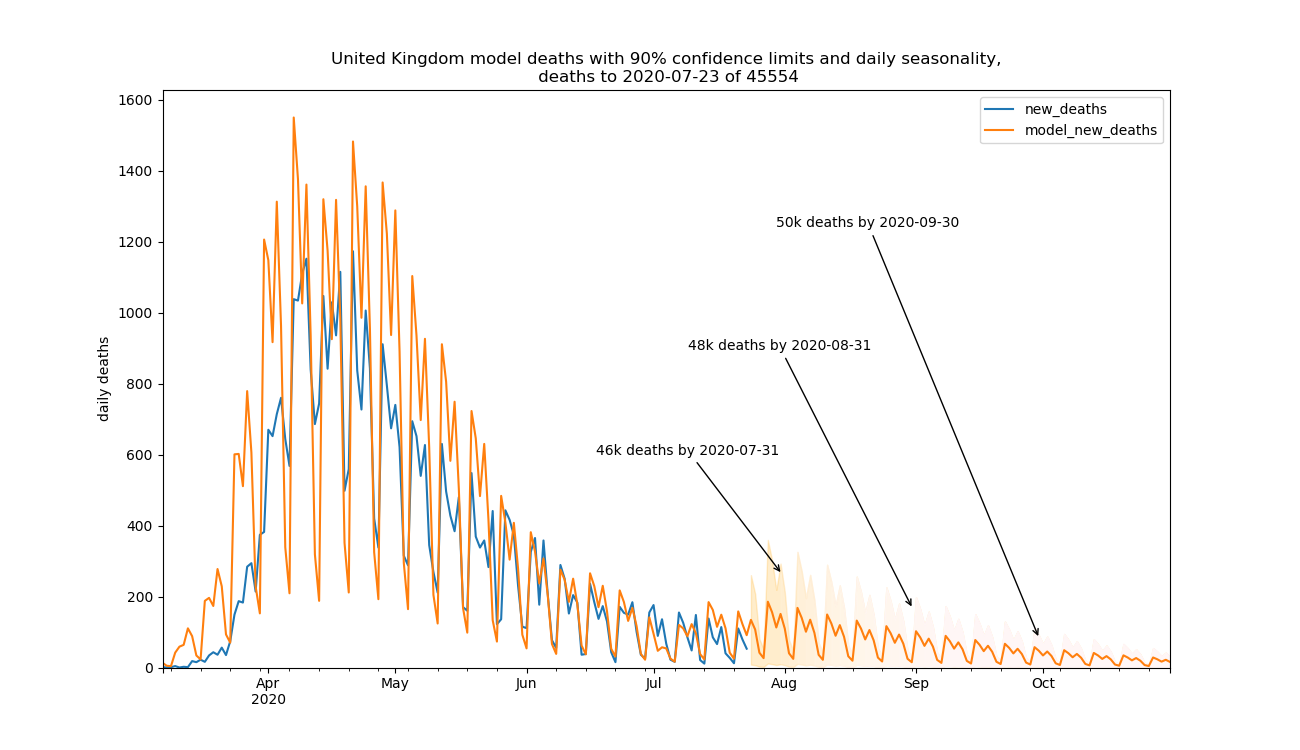 United Kingdom model deaths with 90% confidence limits and daily seasonality,
deaths to 2020-07-23 of 45554
new_deaths
model_new_deaths
daily deaths
1600
1400
1200
1000
800
600
400
200
0
50k deaths by 2020-09-30
48k deaths by 2020-08-31
46k deaths by 2020-07-31
Apr May Jun Jul Aug Sep Oct
2020